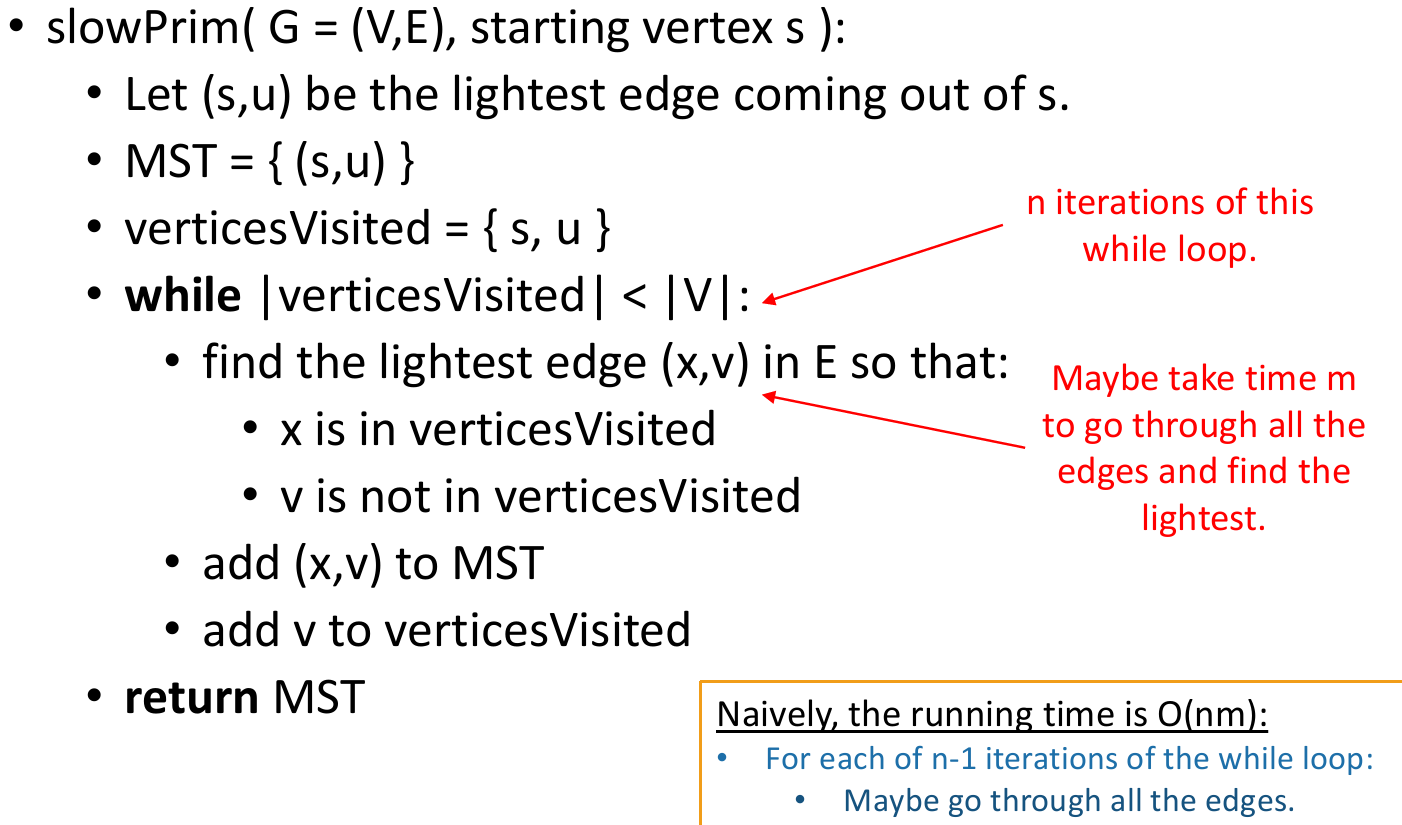 • slowPrim( G = (V,E), starting vertex s ):
• Let (s,u) be the lightest edge coming out of s.
• MST = { (s,u) }
• verticesVisited = { s, u }
• while |verticesVisited| < |V|:
• find the lightest edge (x,v) in E so that:
• x is in verticesVisited
• v is not in verticesVisited
• add (x,v) to MST
• add v to verticesVisited
• return MST
n iterations of this
while loop.
Maybe take time m
to go through all the
edges and find the
lightest.
Naively, the running time is O(nm):
• For each of n-1 iterations of the while loop:
• Maybe go through all the edges.